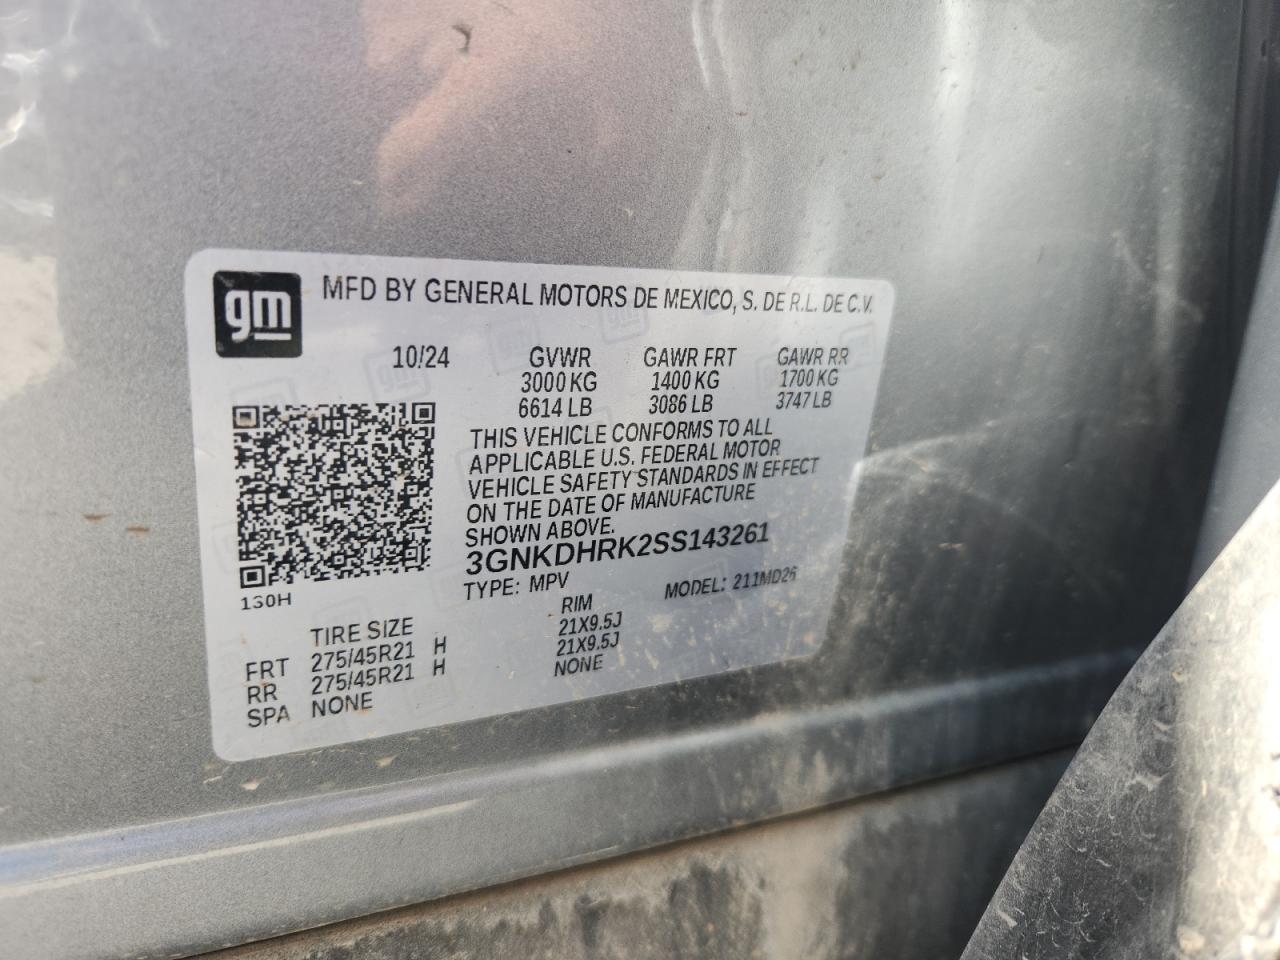 gm
MFD BY GENERAL MOTORS DE MEXICO, S. DE R.L. DE C.V.
10/24 GVWR GAWR FRT GAWR RR
3000 KG 1400 KG 1700 KG
6614 LB 3086 LB 3747 LB
THIS VEHICLE CONFORMS TO ALL
APPLICABLE U.S. FEDERAL MOTOR
VEHICLE SAFETY STANDARDS IN EFFECT
ON THE DATE OF MANUFACTURE
SHOWN ABOVE.
3GNKDHRK2SS143261
TYPE: MPV MODEL: 211MD26
130H
TIRE SIZE RIM
FRT 275/45R21 H 21X9.5J
RR 275/45R21 H 21X9.5J
SPA NONE NONE